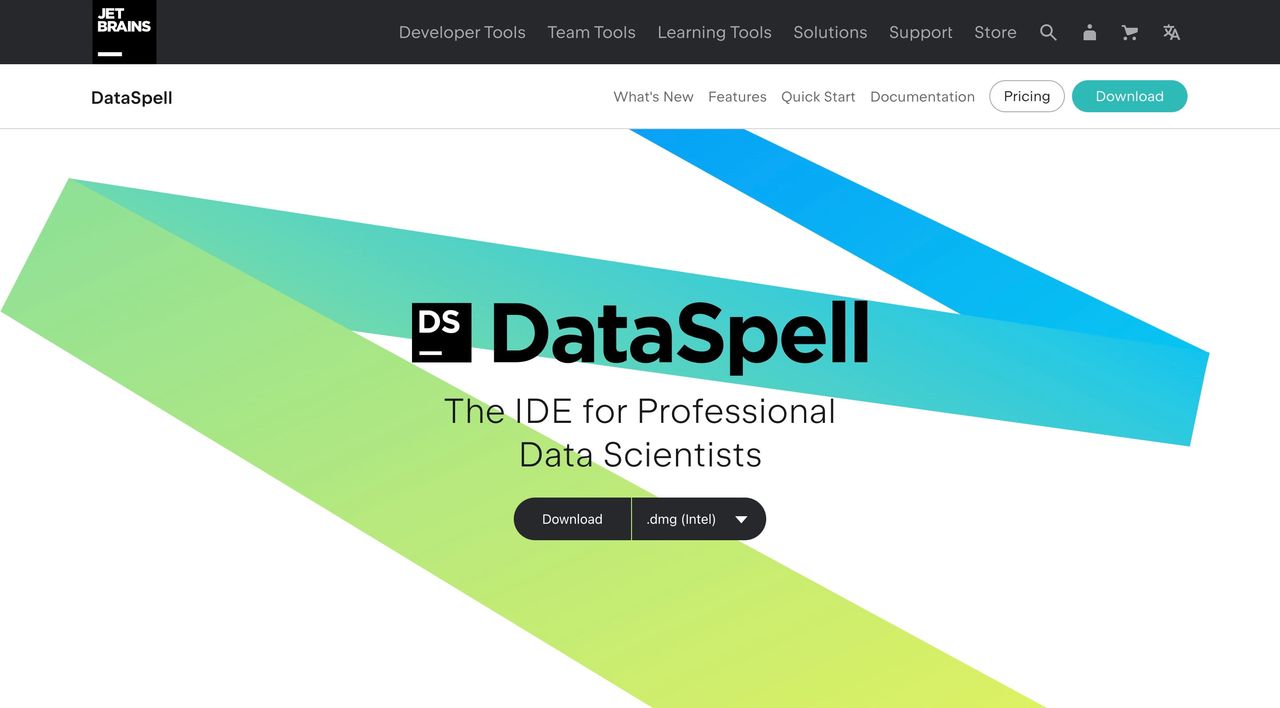 JET
BRAINS
Developer Tools Team Tools Learning Tools Solutions Support Store
DataSpell
What's New Features Quick Start Documentation Pricing Download
DS DataSpell
The IDE for Professional
Data Scientists
Download .dmg (Intel)